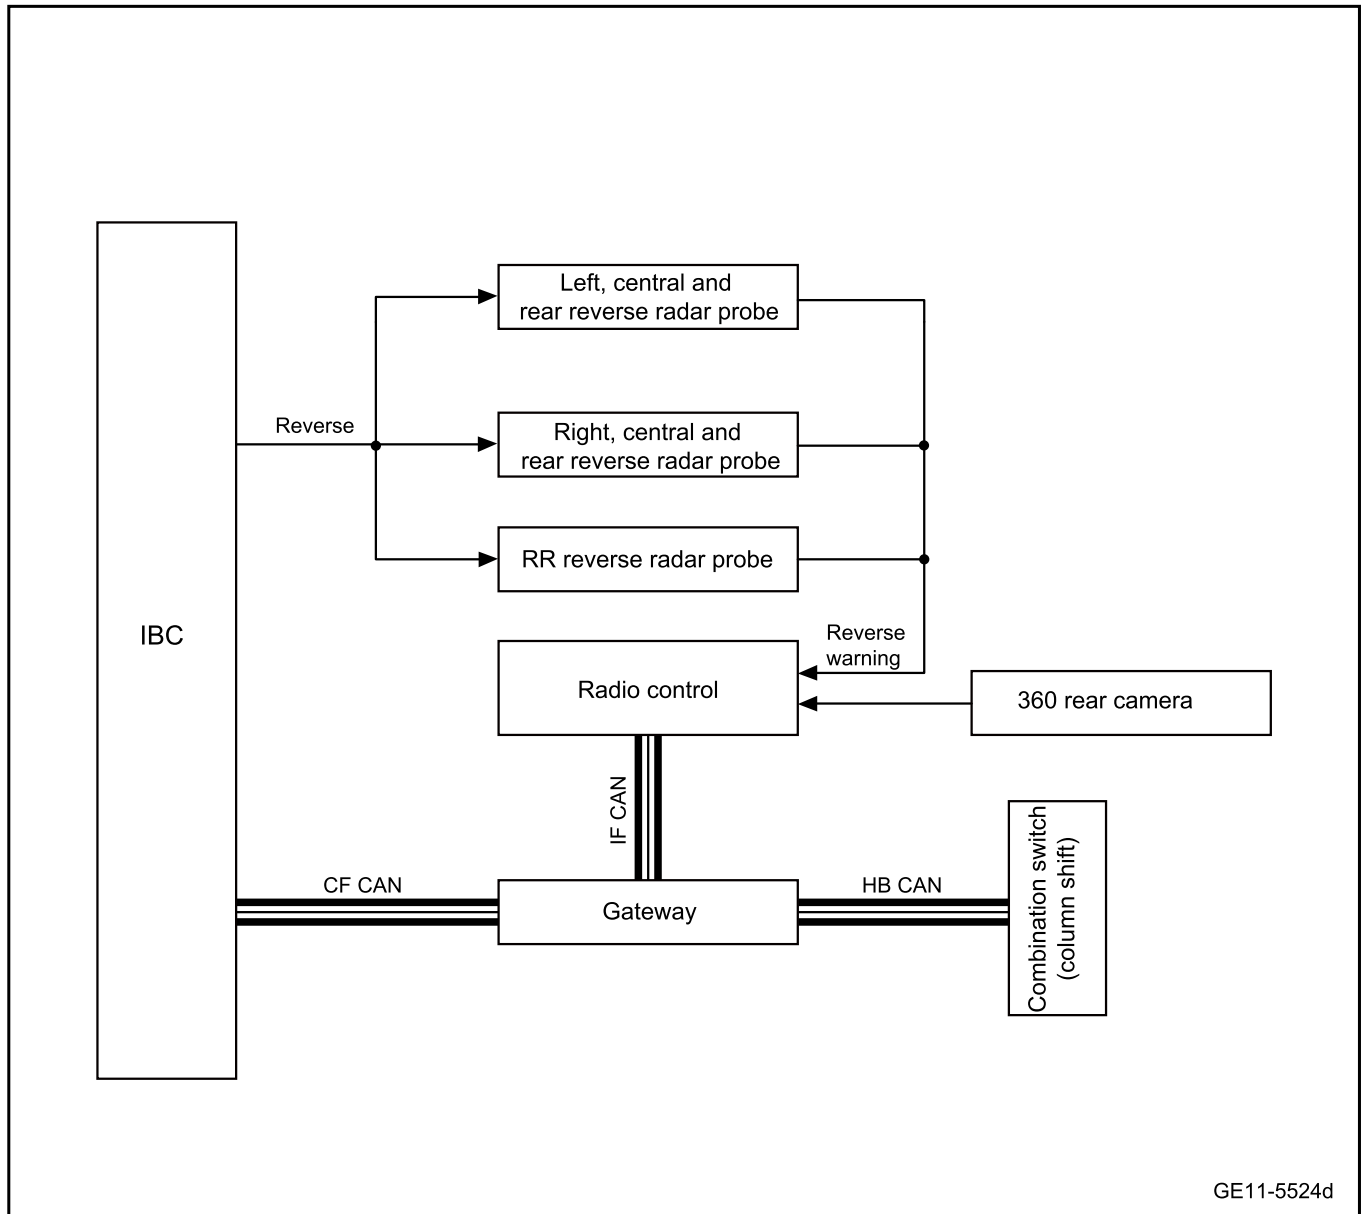 Left, central and
rear reverse radar probe
Reverse
Right, central and
rear reverse radar probe
RR reverse radar probe
IBC
Reverse
warning
Radio control
360 rear camera
IF CAN
CF CAN
Gateway
HB CAN
Combination switch
(column shift)
GE11-5524d